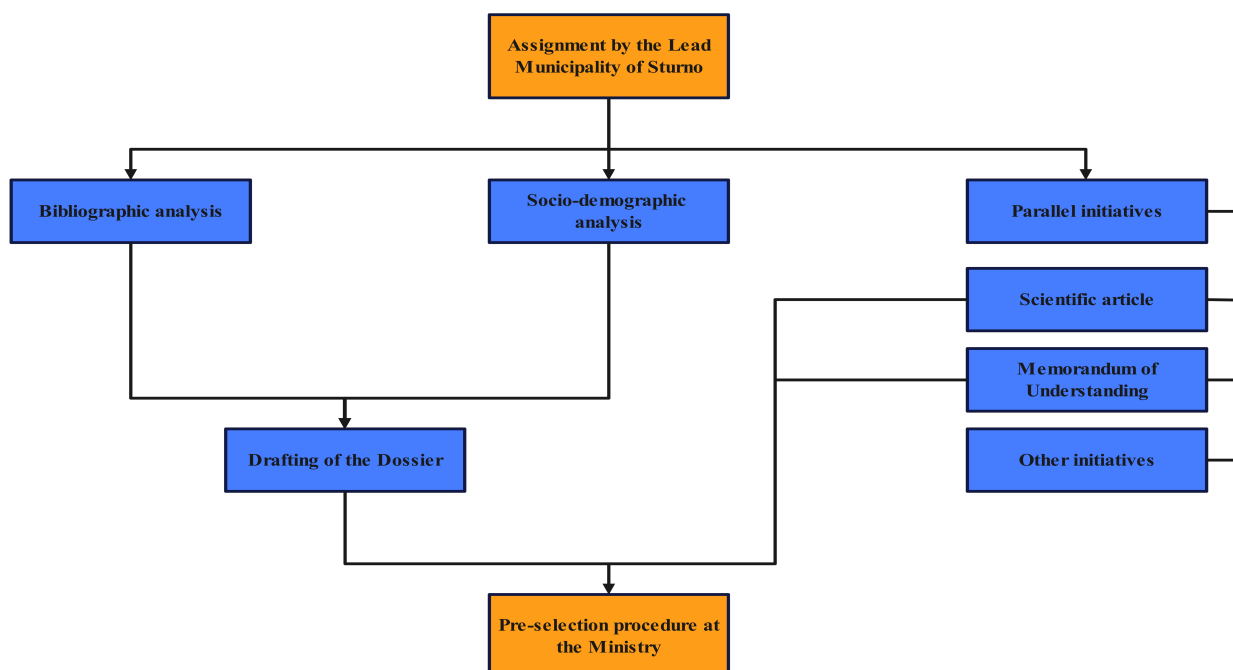 Assignment by the Lead
Municipality of Sturno
Bibliographic analysis
Socio-demographic
analysis
Parallel initiatives
Scientific article
Memorandum of
Understanding
Drafting of the Dossier
Other initiatives
Pre-selection procedure at
the Ministry